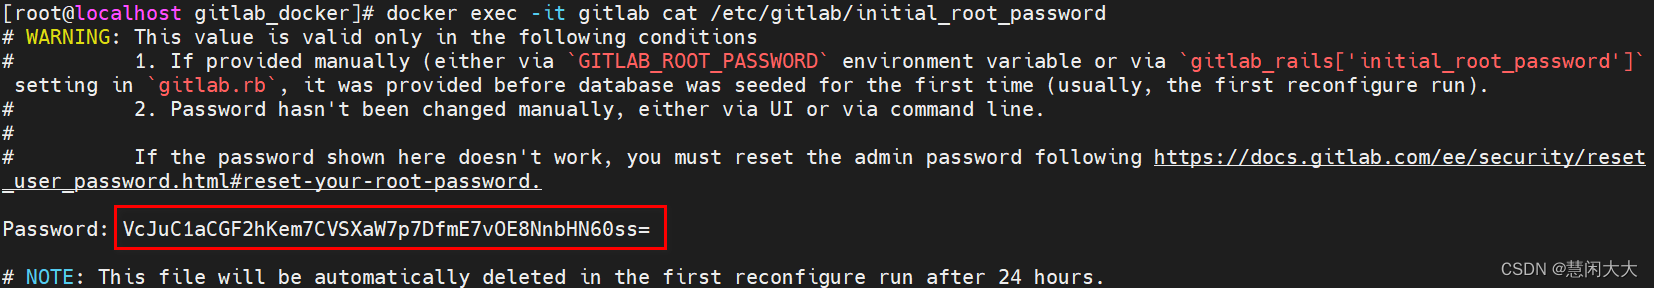 [root@localhost gitlab_docker]# docker exec -it gitlab cat /etc/gitlab/initial_root_password
# WARNING: This value is valid only in the following conditions
#          1. If provided manually (either via `GITLAB_ROOT_PASSWORD` environment variable or via `gitlab_rails['initial_root_password']`
 setting in `gitlab.rb`, it was provided before database was seeded for the first time (usually, the first reconfigure run).
#          2. Password hasn't been changed manually, either via UI or via command line.
#
#          If the password shown here doesn't work, you must reset the admin password following https://docs.gitlab.com/ee/security/reset
_user_password.html#reset-your-root-password.
Password: VcJuC1aCGF2hKem7CVSXaW7p7DfmE7vOE8NnbHN60ss=
# NOTE: This file will be automatically deleted in the first reconfigure run after 24 hours.
CSDN @慧闲大大